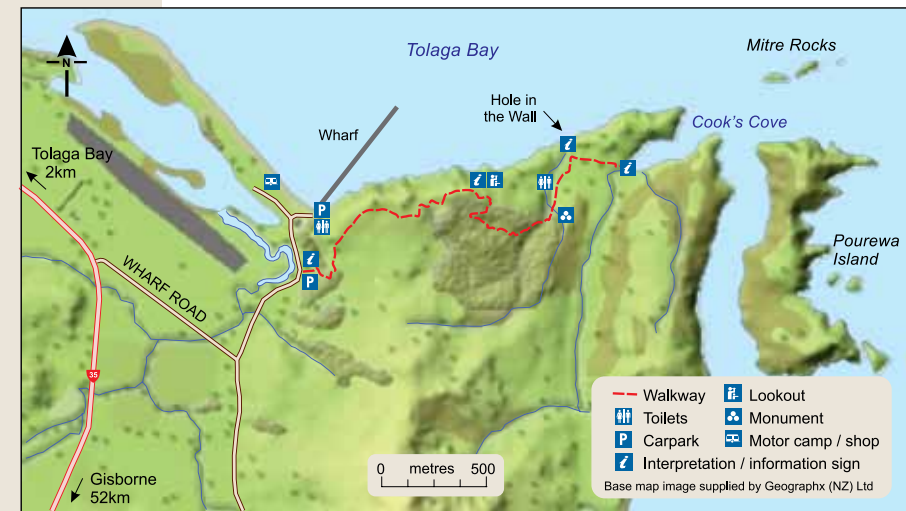 Tolaga Bay
Mitre Rocks
N
Hole in
the Wall
Cook's Cove
Wharf
Tolaga Bay
2km
P
i
i
i
Pourewa
Island
i
P
WHARF ROAD
35
Gisborne
52km
0 metres 500
Walkway
Lookout
Toilets
Monument
P Carpark
Motor camp / shop
i Interpretation / information sign
Base map image supplied by Geographx (NZ) Ltd